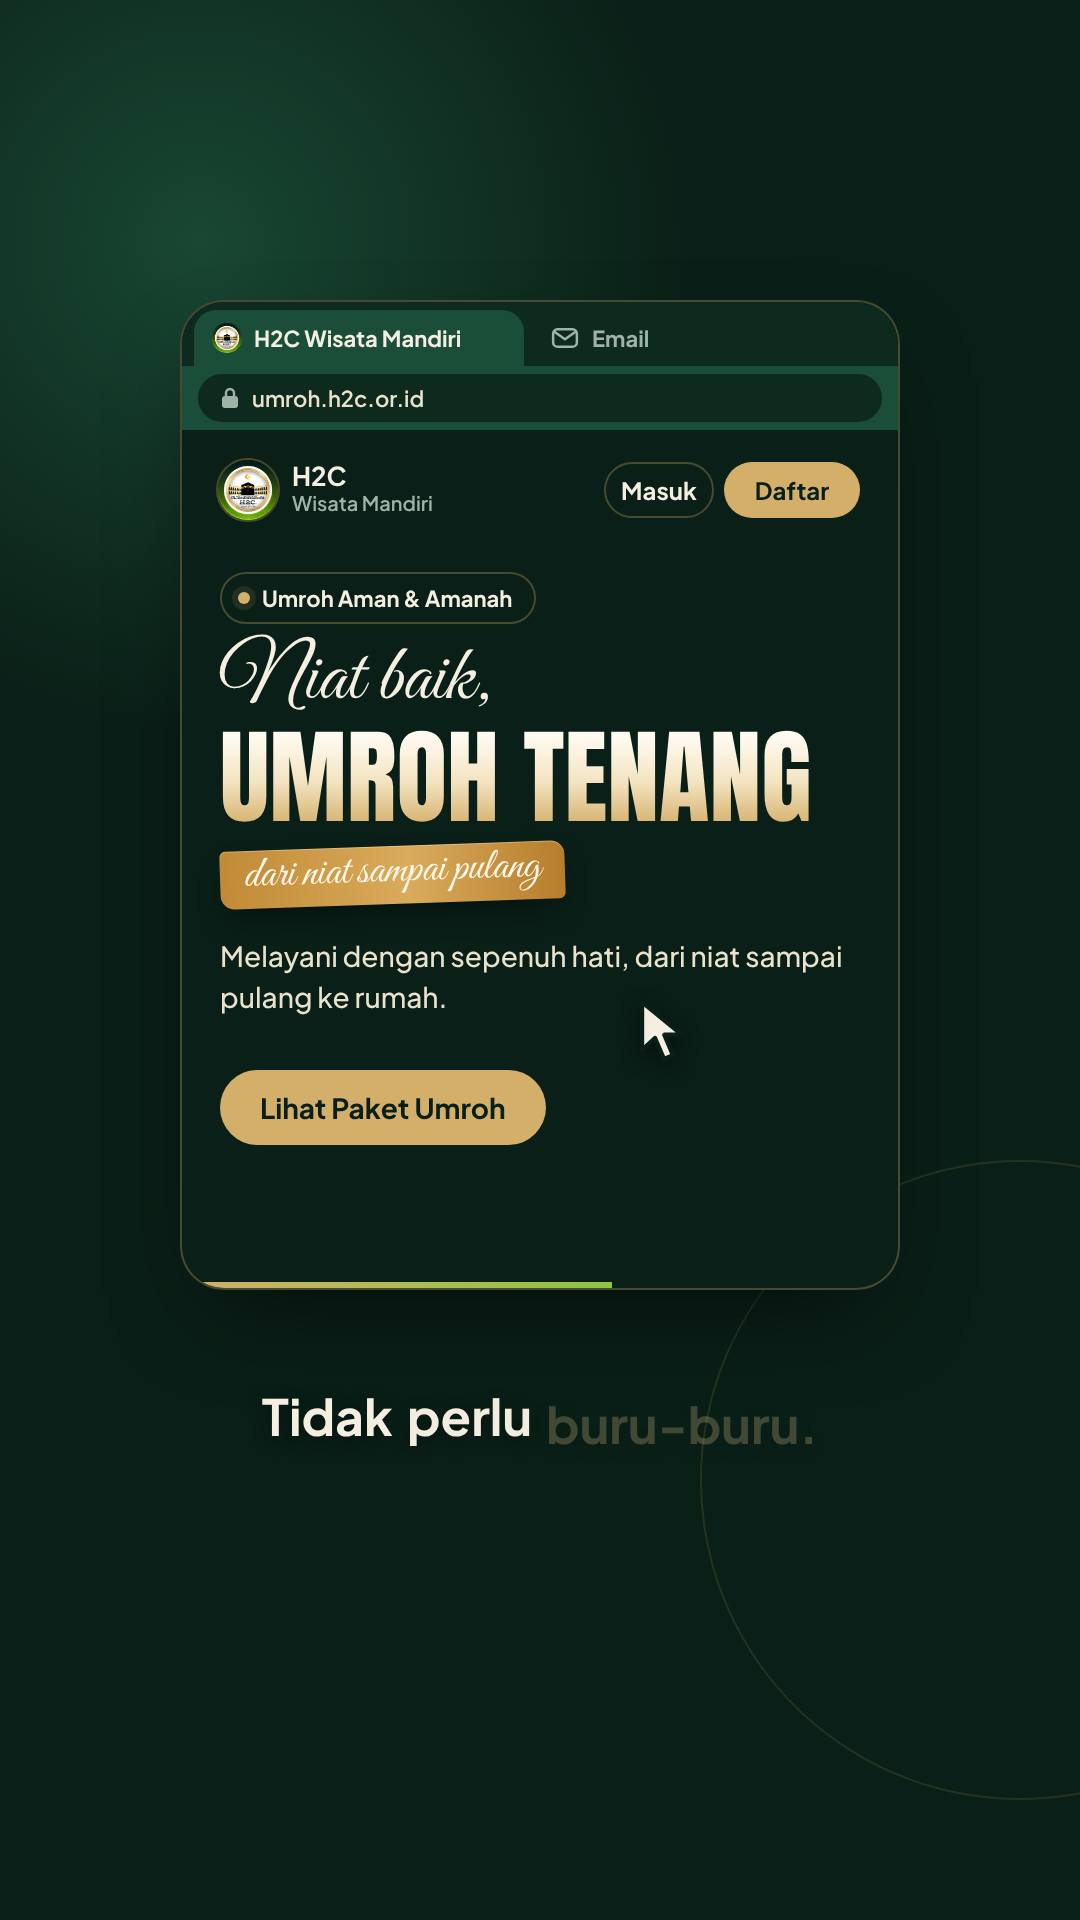 H2C Wisata Mandiri
Email
umroh.h2c.or.id
H2C
Wisata Mandiri
Masuk
Daftar
Umroh Aman & Amanah
Niat baik,
UMROH TENANG
dari niat sampai pulang
Melayani dengan sepenuh hati, dari niat sampai
pulang ke rumah.
Lihat Paket Umroh
Tidak perlu buru-buru.